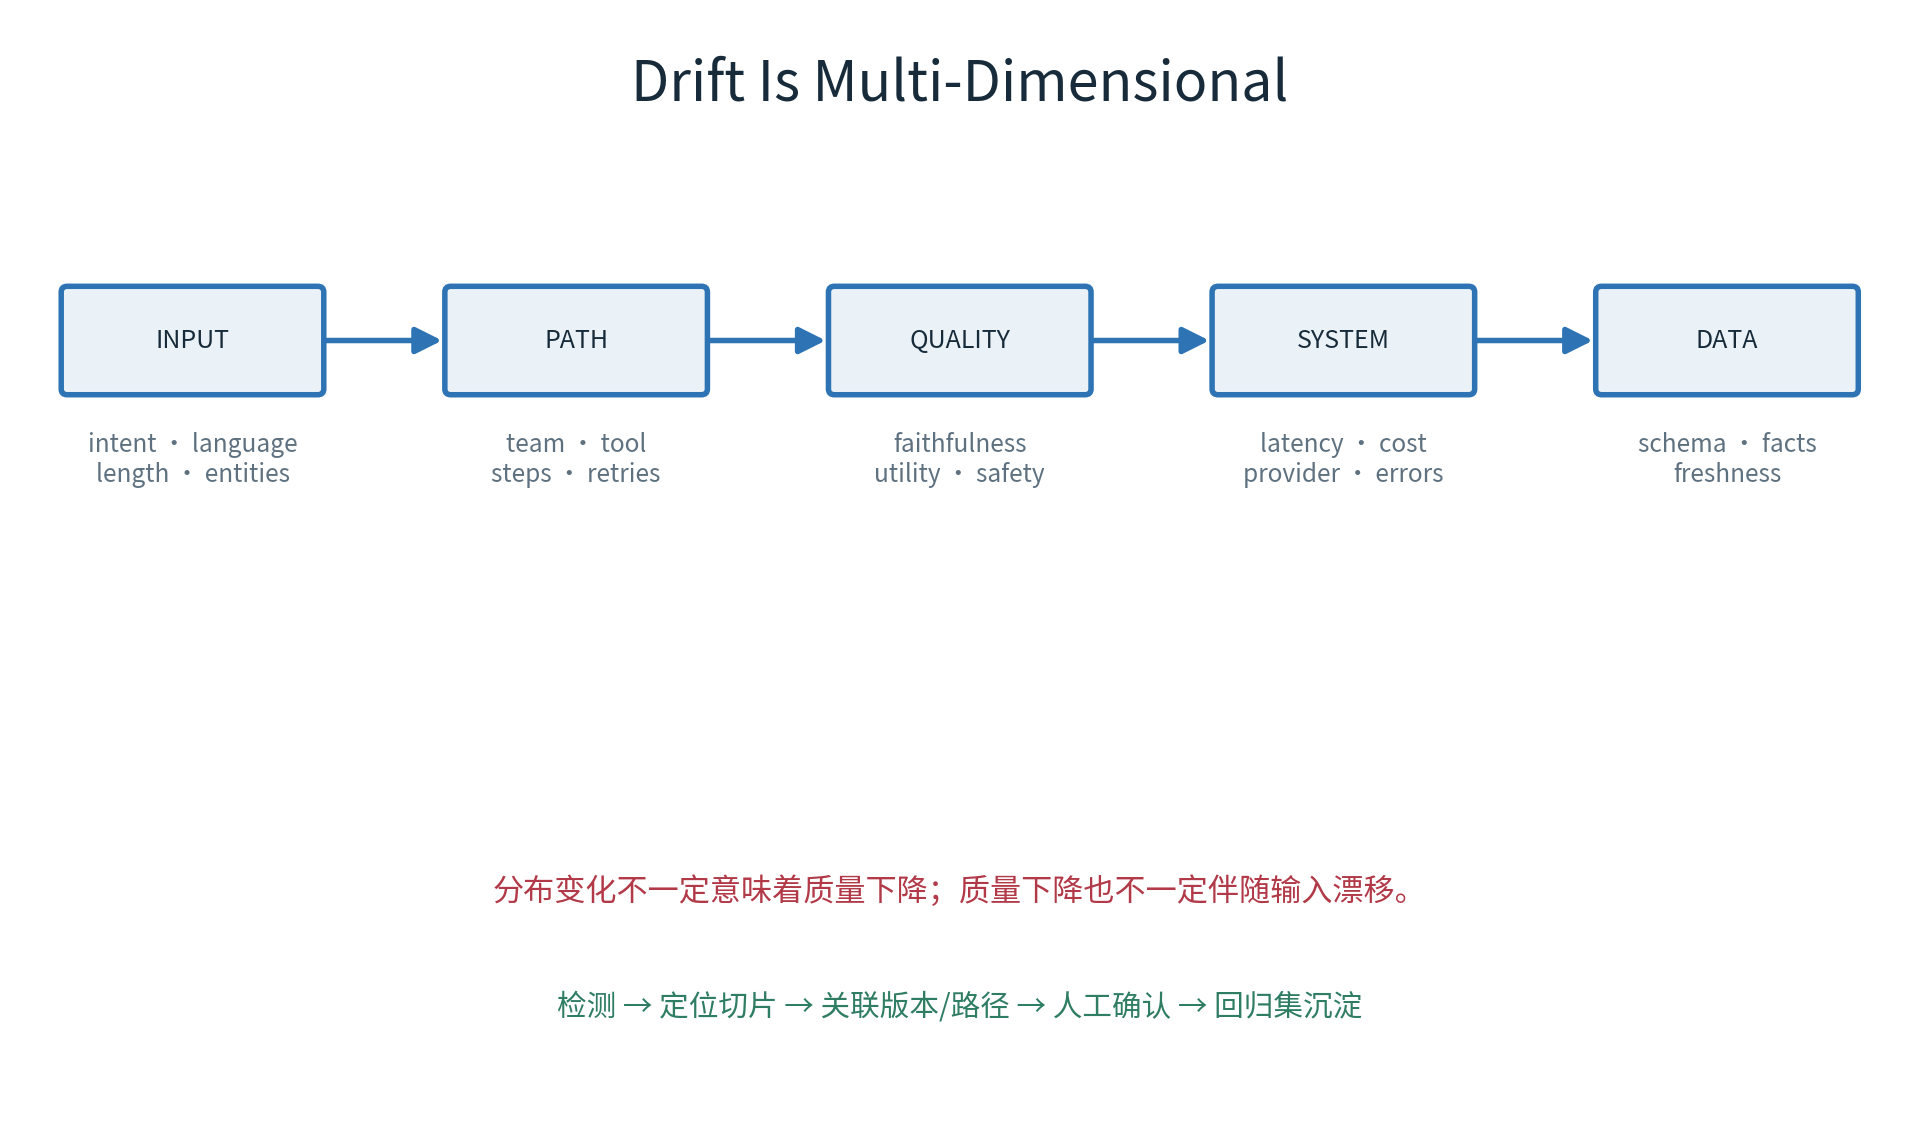 Drift Is Multi-Dimensional
INPUT
intent · language
length · entities
PATH
team · tool
steps · retries
QUALITY
faithfulness
utility · safety
SYSTEM
latency · cost
provider · errors
DATA
schema · facts
freshness
分布变化不一定意味着质量下降；质量下降也不一定伴随输入漂移。
检测 → 定位切片 → 关联版本/路径 → 人工确认 → 回归集沉淀